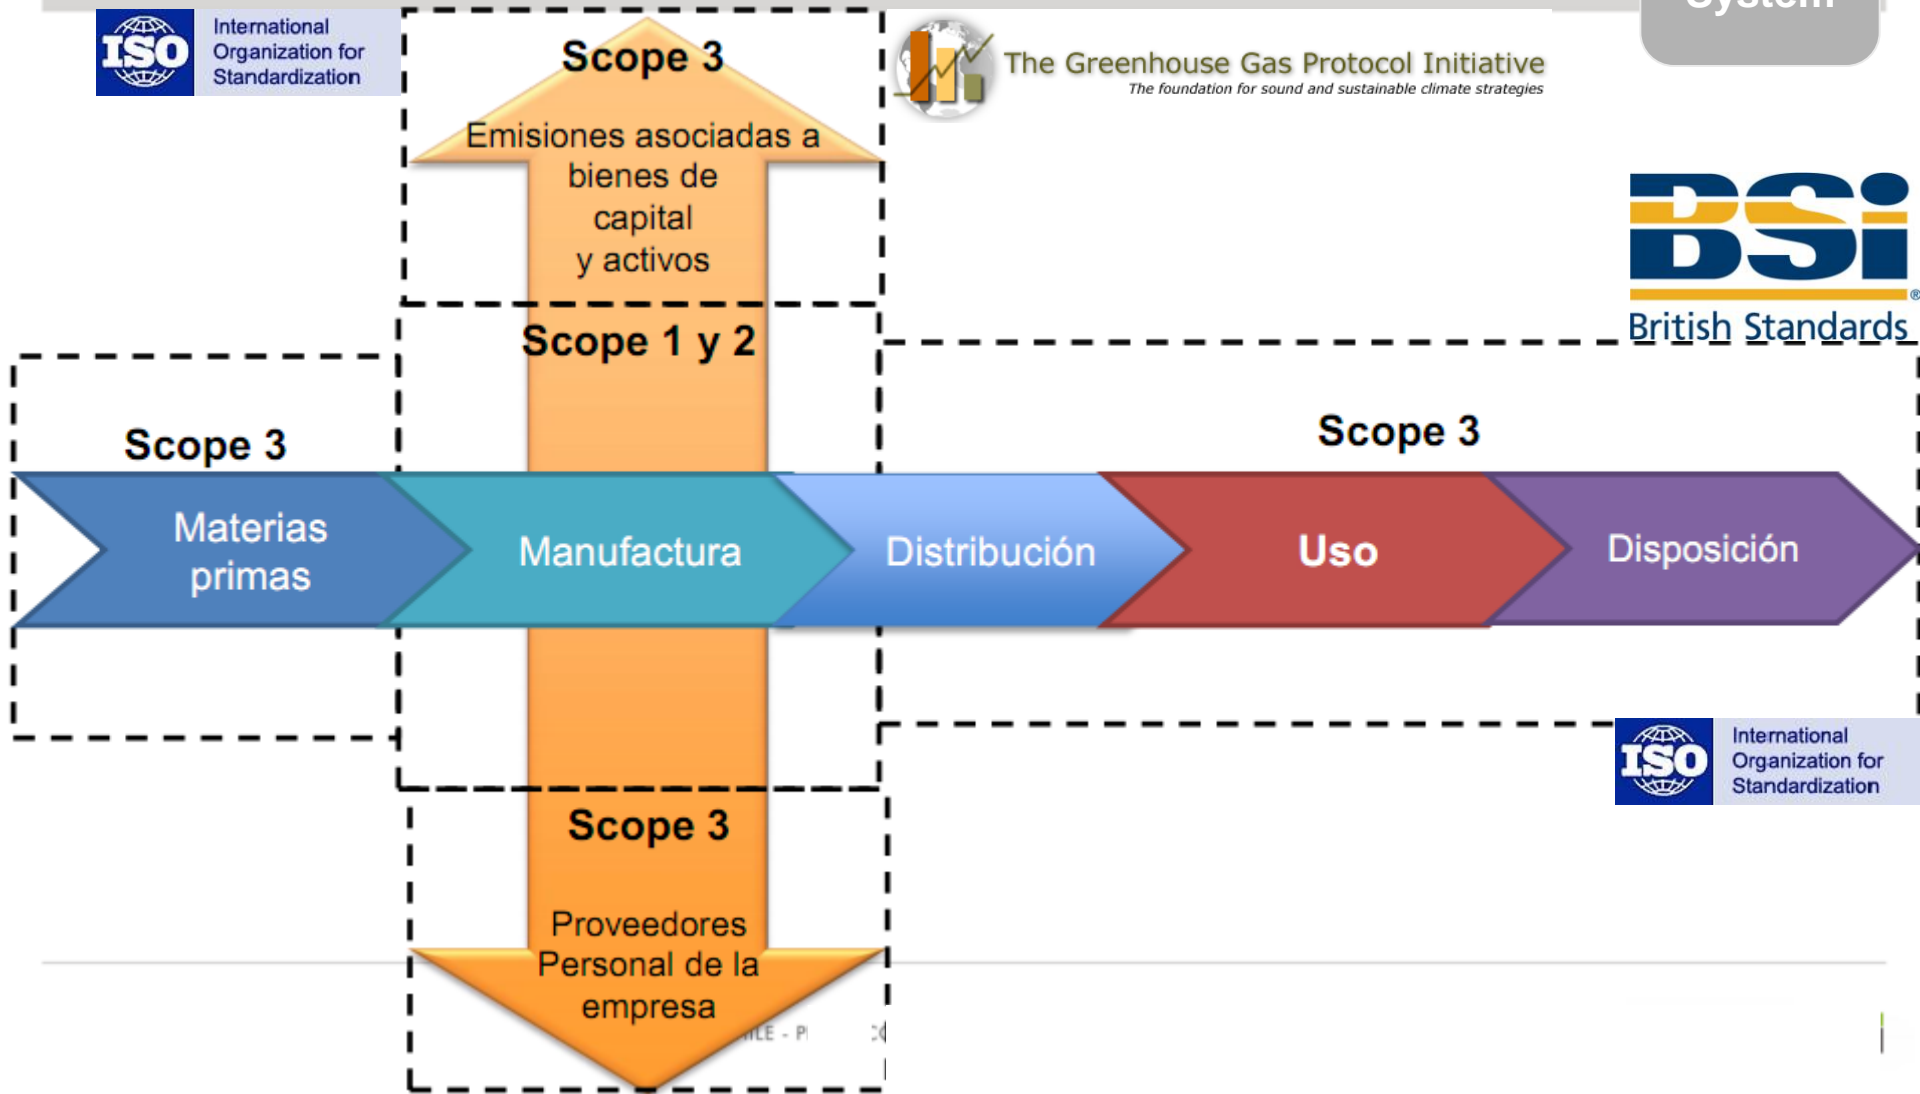 System
International
Organization for
Standardization
ISO
Scope 3
The Greenhouse Gas Protocol Initiative
The foundation for sound and sustainable climate strategies
Emisiones asociadas a
bienes de
capital
y activos
BSi
®
British Standards
Scope 1 y 2
Scope 3
Scope 3
Materias
primas
Manufactura
Distribución
Uso
Disposición
ISO
International
Organization for
Standardization
Scope 3
Proveedores
Personal de la
empresa